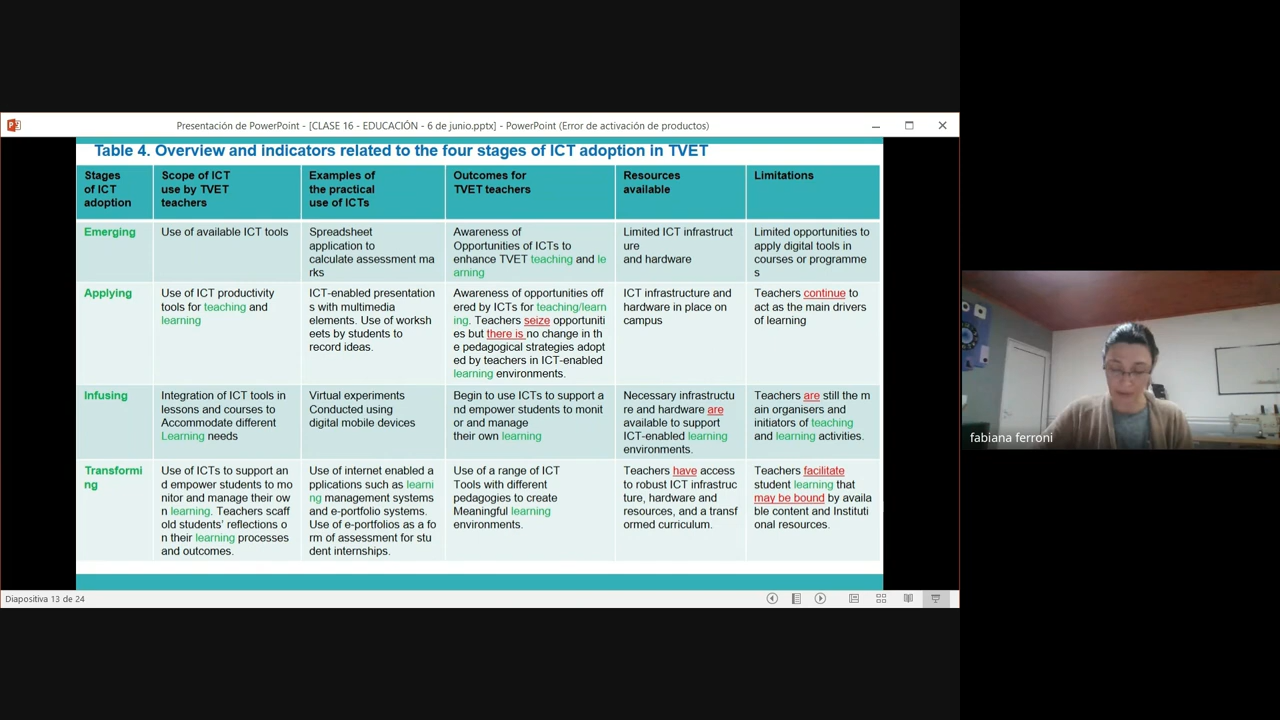 Presentación de PowerPoint - [CLASE 16 - EDUCACIÓN - 6 de junio.pptx] - PowerPoint (Error de activación de productos)
Table 4. Overview and indicators related to the four stages of ICT adoption in TVET
Stages
of ICT
adoption
Scope of ICT
use by TVET
teachers
Examples of
the practical
use of ICTs
Outcomes for
TVET teachers
Resources
available
Limitations
Emerging
Use of available ICT tools
Spreadsheet
application to
calculate assessment ma
rks
Awareness of
Opportunities of ICTs to
enhance TVET teaching and le
arning
Limited ICT infrastruct
ure
and hardware
Limited opportunities to
apply digital tools in
courses or programme
s
Applying
Use of ICT productivity
tools for teaching and
learning
ICT-enabled presentation
s with multimedia
elements. Use of worksh
eets by students to
record ideas.
Awareness of opportunities off
ered by ICTs for teaching/learn
ing. Teachers seize opportuniti
es but there is no change in th
e pedagogical strategies adopt
ed by teachers in ICT-enabled
learning environments.
ICT infrastructure and
hardware in place on
campus
Teachers continue to
act as the main drivers
of learning
Infusing
Integration of ICT tools in
lessons and courses to
Accommodate different
Learning needs
Virtual experiments
Conducted using
digital mobile devices
Begin to use ICTs to support a
nd empower students to monit
or and manage
their own learning
Necessary infrastructu
re and hardware are
available to support
ICT-enabled learning
environments.
Teachers are still the m
ain organisers and
initiators of teaching
and learning activities.
Transformi
ng
Use of ICTs to support an
d empower students to mo
nitor and manage their ow
n learning. Teachers scaff
old students' reflections o
n their learning processes
and outcomes.
Use of internet enabled a
pplications such as learni
ng management systems
and e-portfolio systems.
Use of e-portfolios as a fo
rm of assessment for stu
dent internships.
Use of a range of ICT
Tools with different
pedagogies to create
Meaningful learning
environments.
Teachers have access
to robust ICT infrastruc
ture, hardware and
resources, and a transf
ormed curriculum.
Teachers facilitate
student learning that
may be bound by availa
ble content and Instituti
onal resources.
Diapositiva 13 de 24
fabiana ferroni